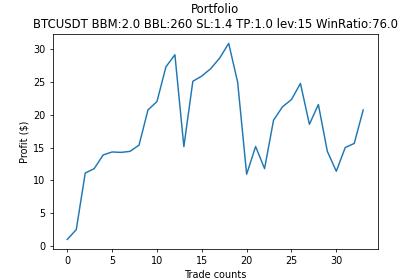 Portfolio
BTCUSDT BBM:2.0 BBL:260 SL:1.4 TP:1.0 lev:15 WinRatio:76.0
30
25
20
15
10
5
0
Profit ($)
0 5 10 15 20 25 30
Trade counts